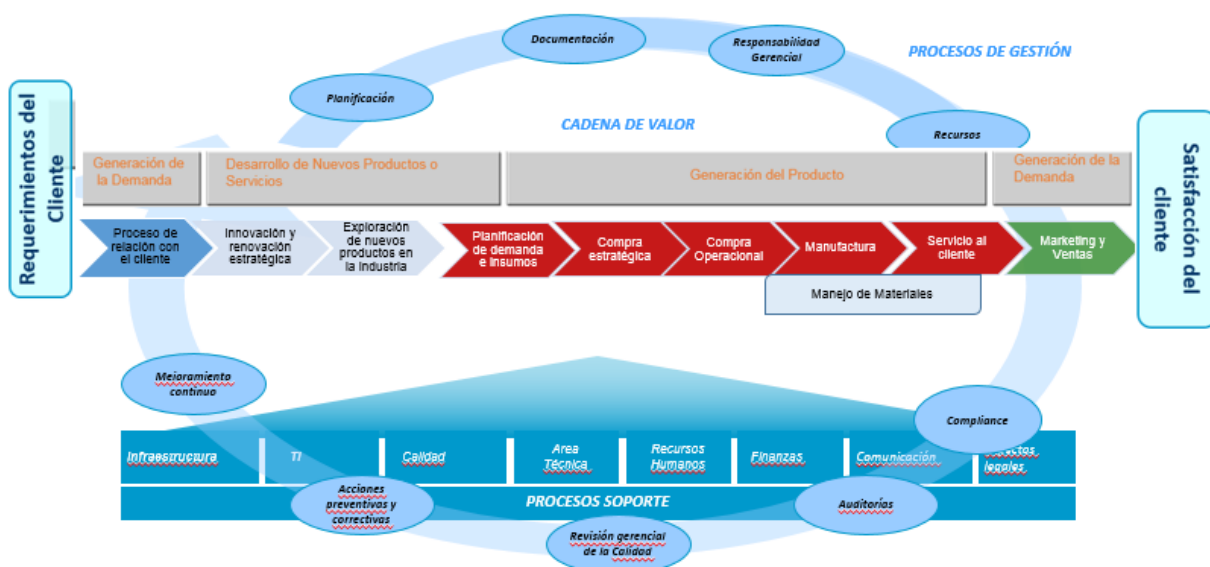 Documentación
Responsabilidad
Gerencial
PROCESOS DE GESTIÓN
Planificación
Recursos
CADENA DE VALOR
Requerimientos del
Cliente
Satisfacción del
cliente
Generación de
la Demanda
Desarrollo de Nuevos Productos o
Servicios
Generación del Producto
Generación de la
Demanda
Proceso de
relación con
el cliente
Innovación y
renovación
estratégica
Exploración
de nuevos
productos en
la Industria
Planificación
de demanda
e Insumos
Compra
estratégica
Compra
Operacional
Manufactura
Servicio al
cliente
Marketing y
Ventas
Manejo de Materiales
Mejoramiento
continuo
Compliance
Infraestructura
TI
Calidad
Area
Técnica
Recursos
Humanos
Finanzas
Comunicación
legales
PROCESOS SOPORTE
Acciones
preventivas y
correctivas
Revisión gerencial
de la Calidad
Auditorías